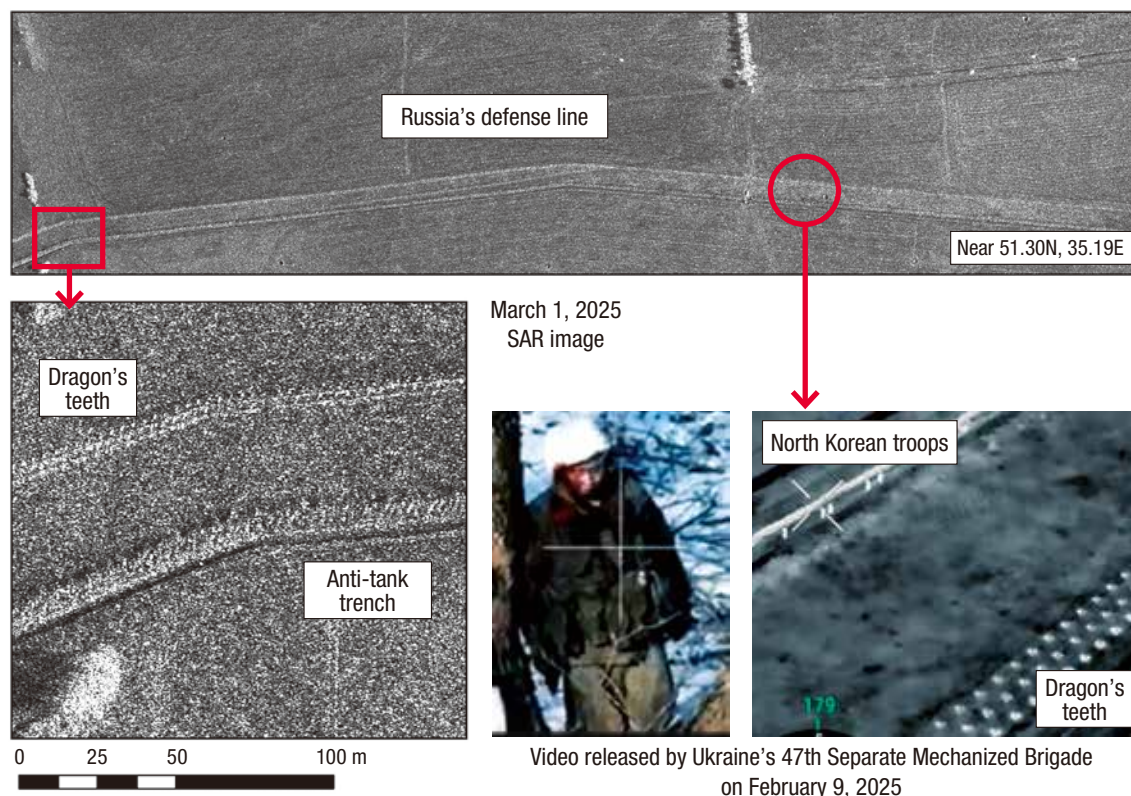 Russia's defense line
Near 51.30N, 35.19E
March 1, 2025
SAR image
Dragon's
teeth
Anti-tank
trench
North Korean troops
Dragon's
teeth
179
0 25 50 100 m
Video released by Ukraine's 47th Separate Mechanized Brigade
on February 9, 2025